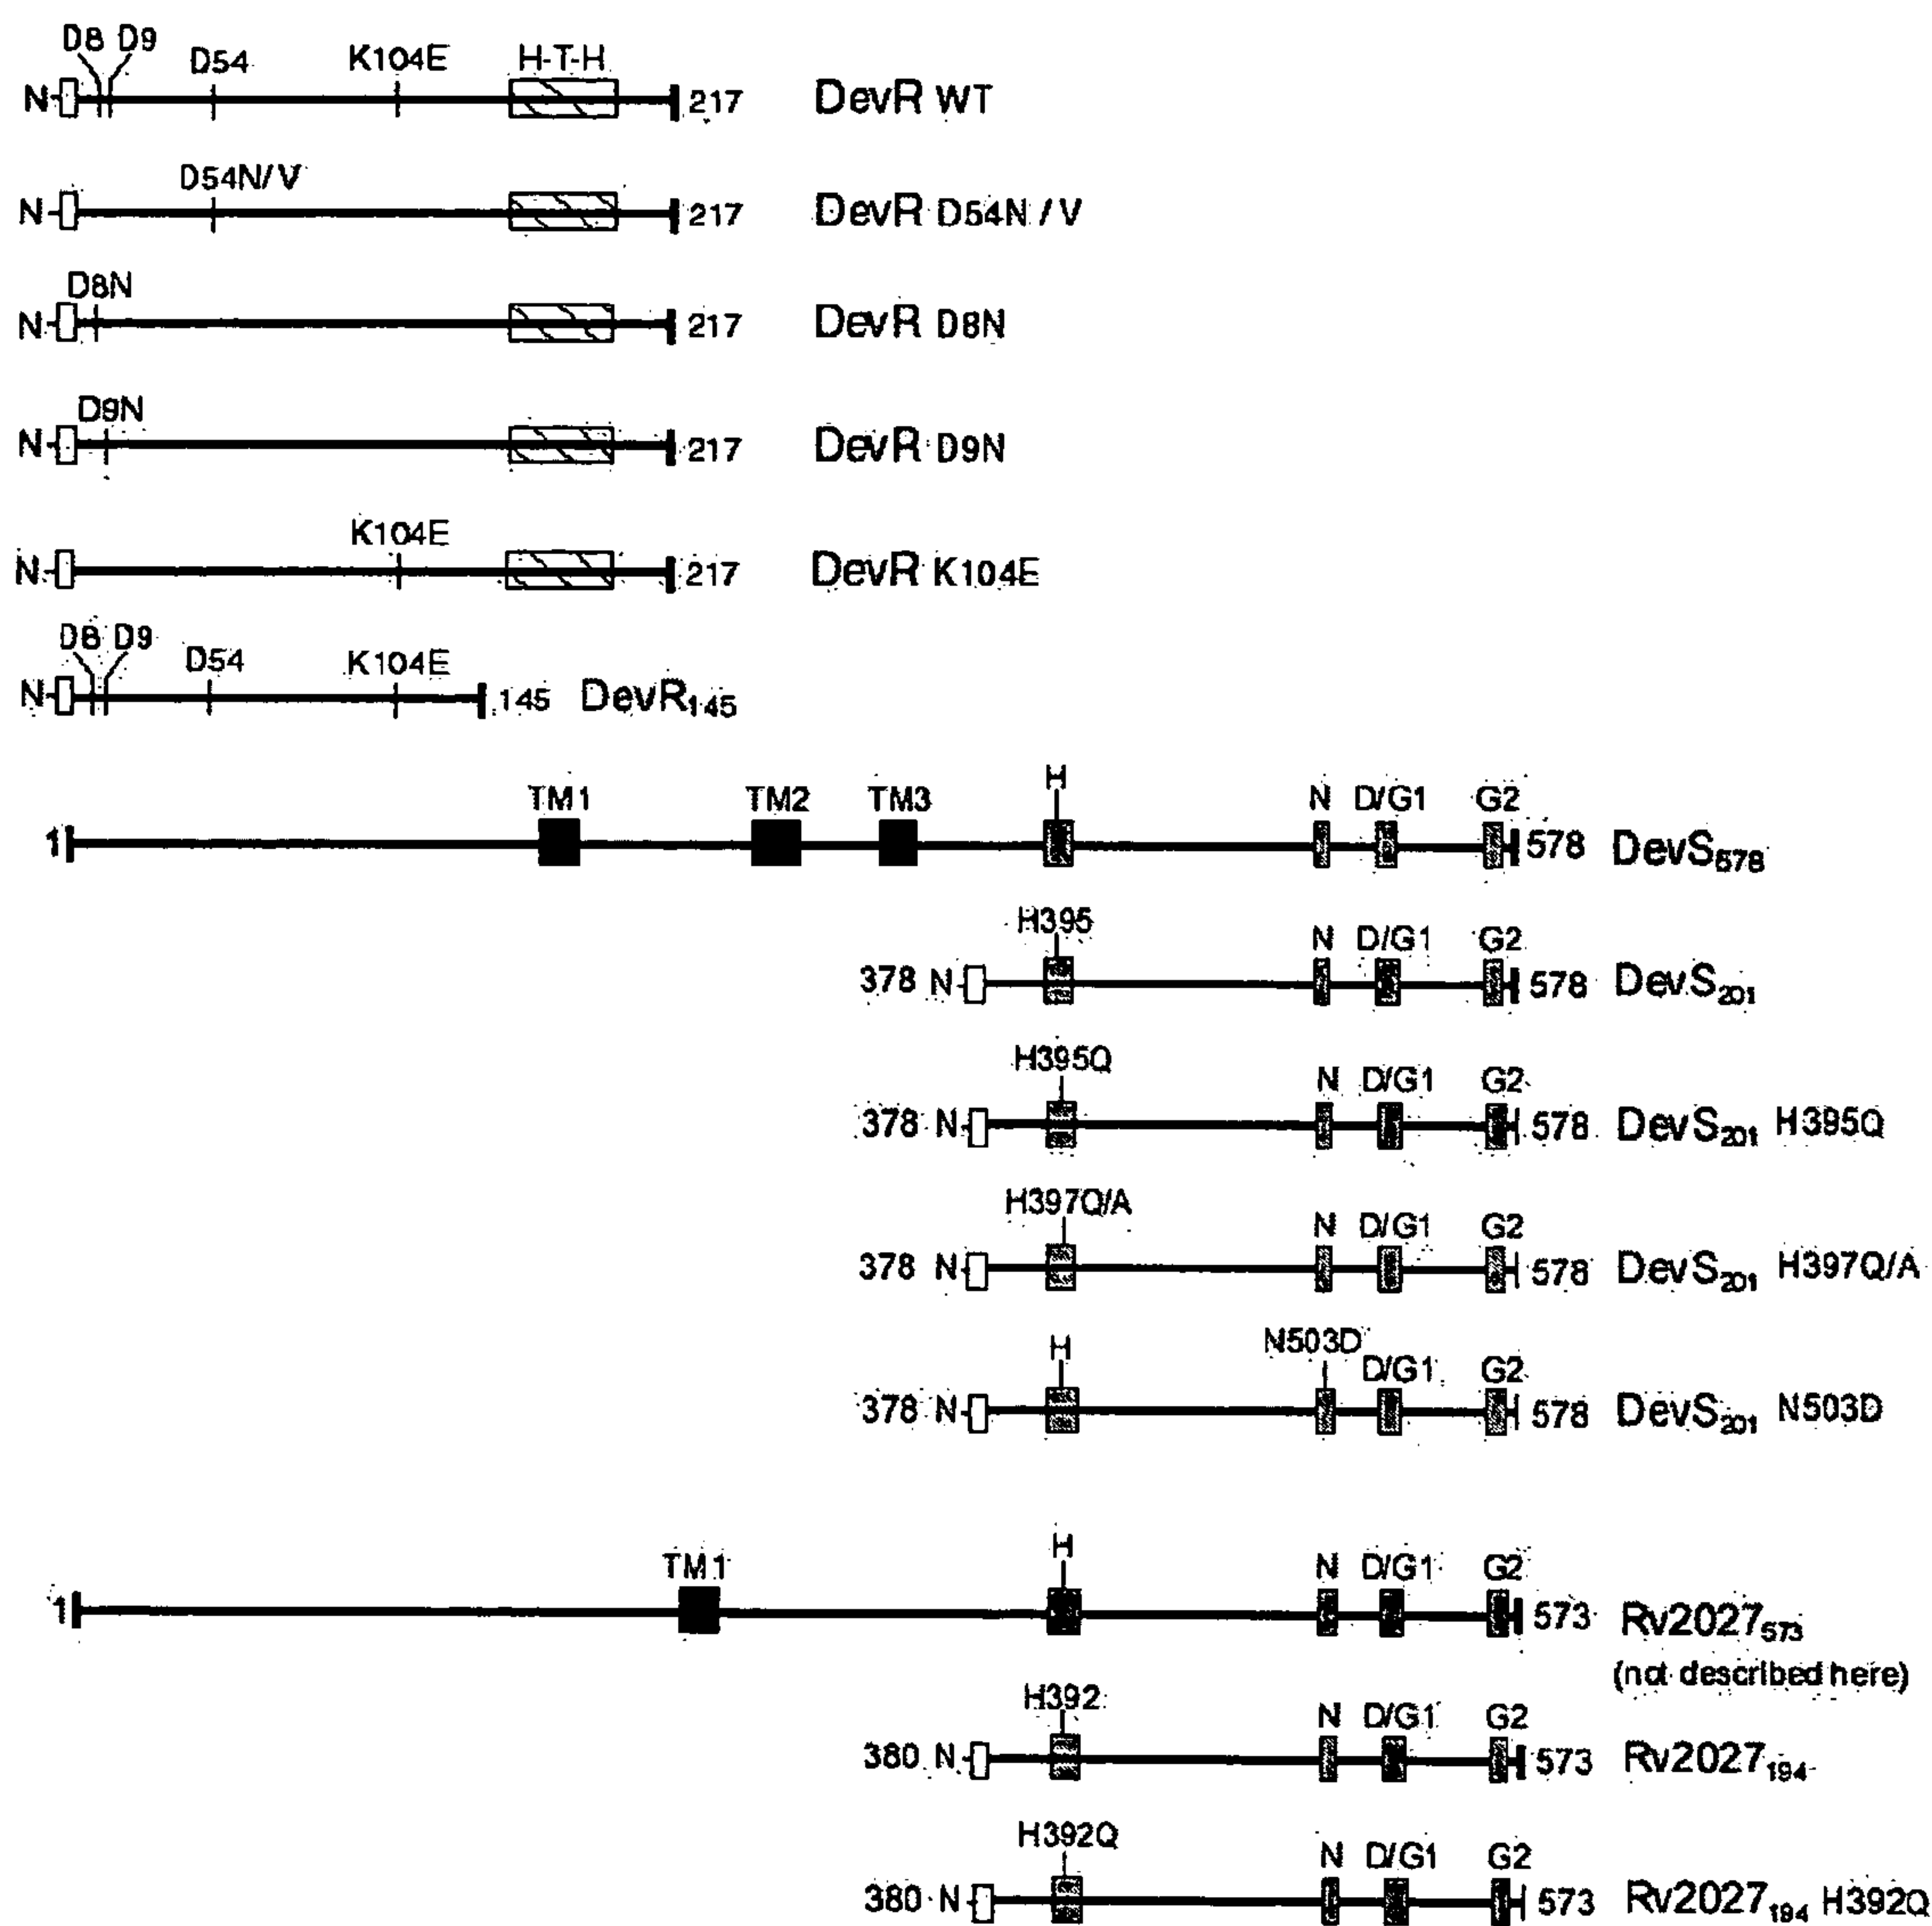 D8 D9 D54 K104E H-T-H
N 217 DevR WT
D54N/V
N 217 DevR D54N / V
D8N
N 217 DevR D8N
D9N
N 217 DevR D9N
K104E
N 217 DevR K104E
D8 D9 D54 K104E
N 145 DevR145
TM1 TM2 TM3 H N D/G1 G2
1 578 DevS578
H395 N D/G1 G2
378 N 578 DevS201
H395Q N D/G1 G2
378 N 578 DevS201 H395Q
H397Q/A N D/G1 G2
378 N 578 DevS201 H397Q/A
H N503D D/G1 G2
378 N 578 DevS201 N503D
TM1 H N D/G1 G2
1 573 Rv2027573
(not described here)
H392 N D/G1 G2
380 N 573 Rv2027194
H392Q N D/G1 G2
380 N 573 Rv2027194 H392Q